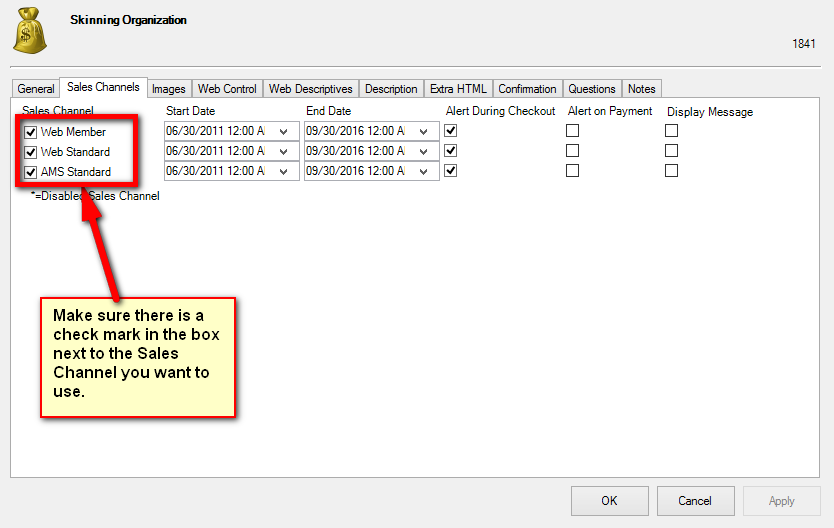 Skinning Organization
1841
General Sales Channels Images Web Control Web Descriptives Description Extra HTML Confirmation Questions Notes
Sales Channel Start Date End Date Alert During Checkout Alert on Payment Display Message
Web Member 06/30/2011 12:00 A 09/30/2016 12:00 A
Web Standard 06/30/2011 12:00 A 09/30/2016 12:00 A
AMS Standard 06/30/2011 12:00 A 09/30/2016 12:00 A
*=Disabled Sales Channel
Make sure there is a
check mark in the box
next to the Sales
Channel you want to
use.
OK Cancel Apply